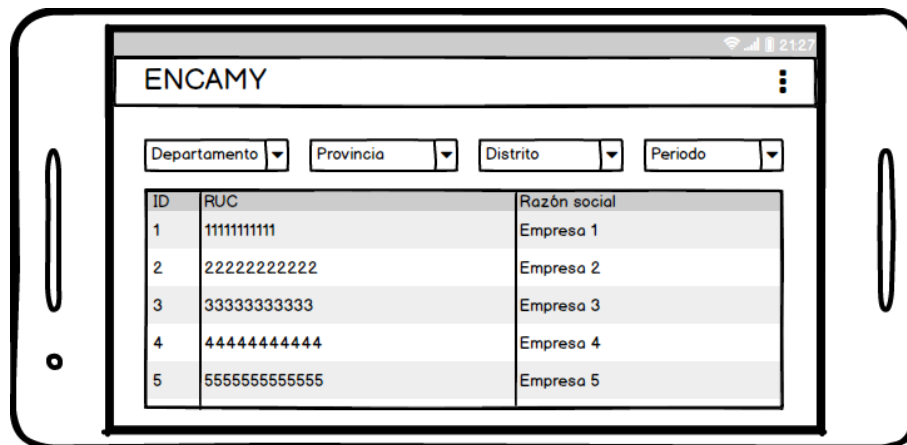 21:27
ENCAMY
Departamento Provincia Distrito Periodo
ID RUC Razón social
1 11111111111 Empresa 1
2 22222222222 Empresa 2
3 33333333333 Empresa 3
4 44444444444 Empresa 4
5 5555555555555 Empresa 5